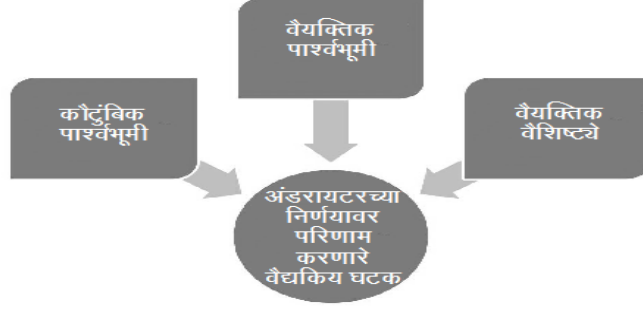 वैयक्तिक
पार्श्वभूमी
कौटुंबिक
पार्श्वभूमी
वैयक्तिक
वैशिष्ट्ये
अंडरायटरच्या
निर्णयावर
परिणाम
करणारे
वैद्यकिय घटक